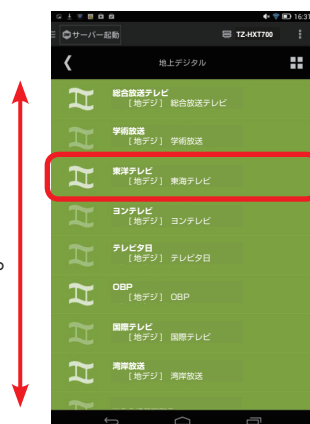 16:31
サーバー起動
TZ-HXT700
地上デジタル
総合放送テレビ
［地デジ］ 総合放送テレビ
学術放送
［地デジ］ 学術放送
東洋テレビ
［地デジ］ 東海テレビ
ヨンテレビ
［地デジ］ ヨンテレビ
テレビ夕日
［地デジ］ テレビ夕日
OBP
［地デジ］ OBP
国際テレビ
［地デジ］ 国際テレビ
湾岸放送
［地デジ］ 湾岸放送